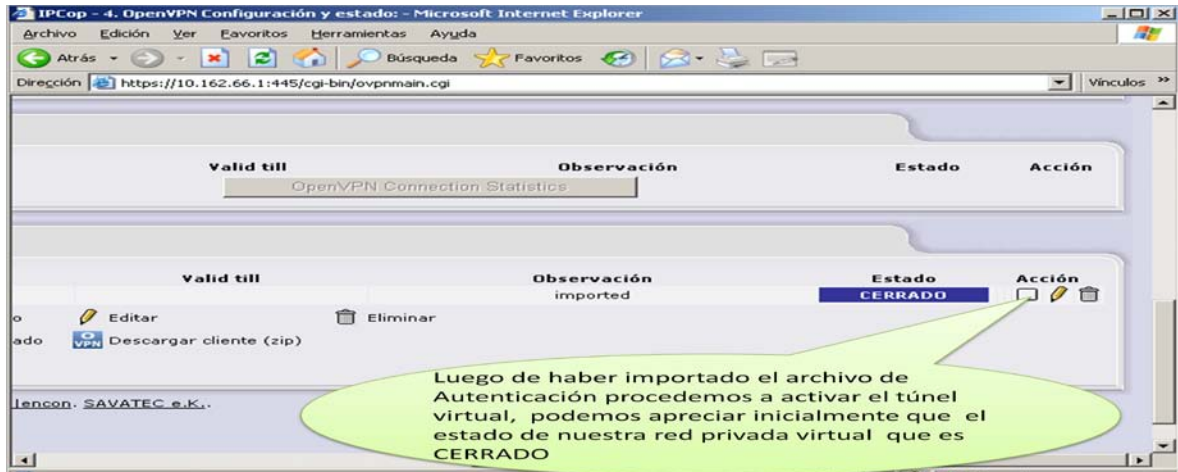 IPCop - 4. OpenVPN Configuración y estado: - Microsoft Internet Explorer
Archivo Edición Ver Favoritos Herramientas Ayuda
Atrás Búsqueda Favoritos
Dirección https://10.162.66.1:445/cgi-bin/ovpnmain.cgi Vínculos »
Valid till Observación Estado Acción
OpenVPN Connection Statistics
Valid till Observación Estado Acción
imported CERRADO
o Editar Eliminar
ado VPN Descargar cliente (zip)
lencon. SAVATEC e.K..
Luego de haber importado el archivo de
Autenticación procedemos a activar el túnel
virtual, podemos apreciar inicialmente que el
estado de nuestra red privada virtual que es
CERRADO